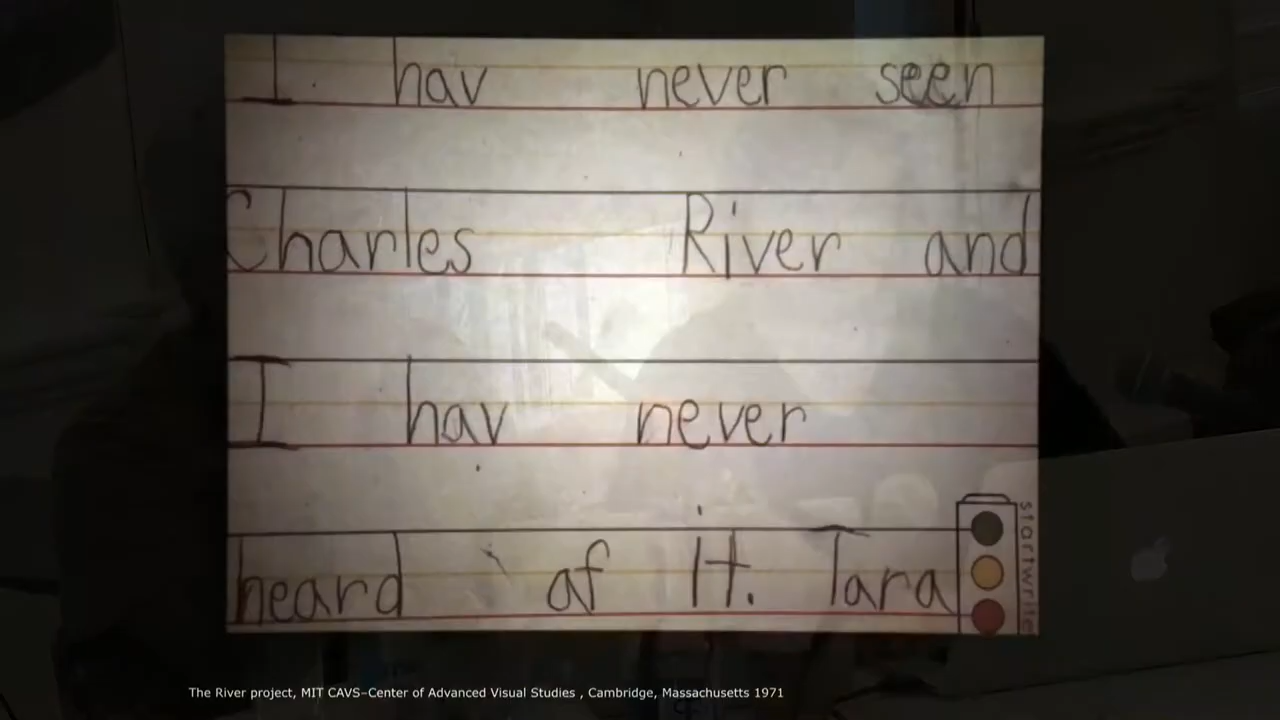 I hav never seen
Charles River and
I hav never
heard af it. Tara
startwrite
The River project, MIT CAVS–Center of Advanced Visual Studies , Cambridge, Massachusetts 1971